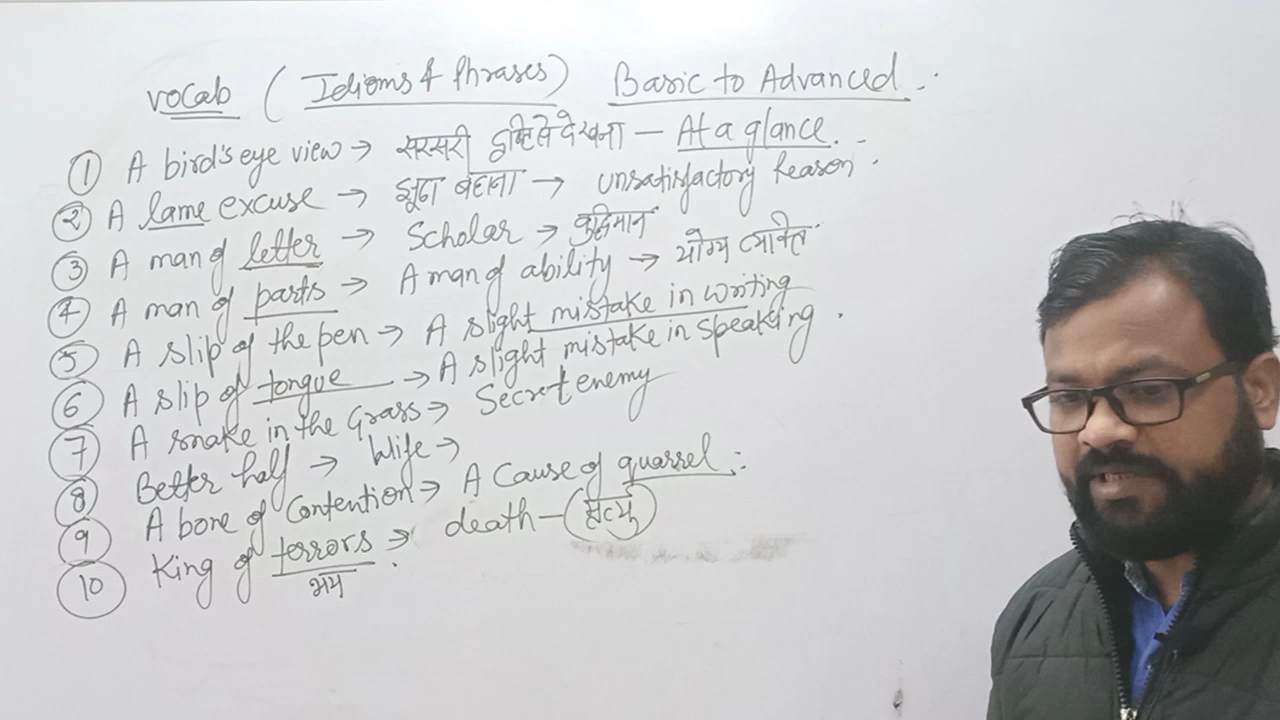 vocab ( Idioms & Phrases ) Basic to Advanced .
① A bird's eye view → सरसरी दृष्टि से देखना — At a glance.
② A lame excuse → झूठा बहाना → unsatisfactory Reason
③ A man of letter → Scholar → बुद्धिमान
④ A man of parts → A man of ability → योग्य व्यक्ति
⑤ A slip of the pen → A slight mistake in writing
⑥ A slip of tongue → A slight mistake in speaking .
⑦ A snake in the Grass → Secret enemy
⑧ Better half → Wife →
⑨ A bone of Contention → A Cause of quarrel :
⑩ King of terrors → death — मृत्यु
भय